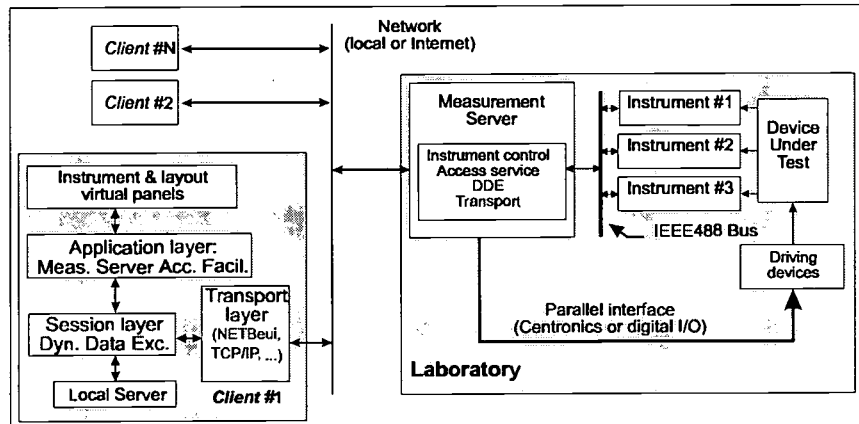 Network
(local or Internet)
Client #N
Client #2
Instrument & layout
virtual panels
Application layer:
Meas. Server Acc. Facil.
Session layer
Dyn. Data Exc.
Local Server
Transport
layer
(NETBeui,
TCP/IP, ...)
Client #1
Measurement
Server
Instrument control
Access service
DDE
Transport
Instrument #1
Instrument #2
Instrument #3
Device
Under
Test
IEEE488 Bus
Driving
devices
Parallel interface
(Centronics or digital I/O)
Laboratory